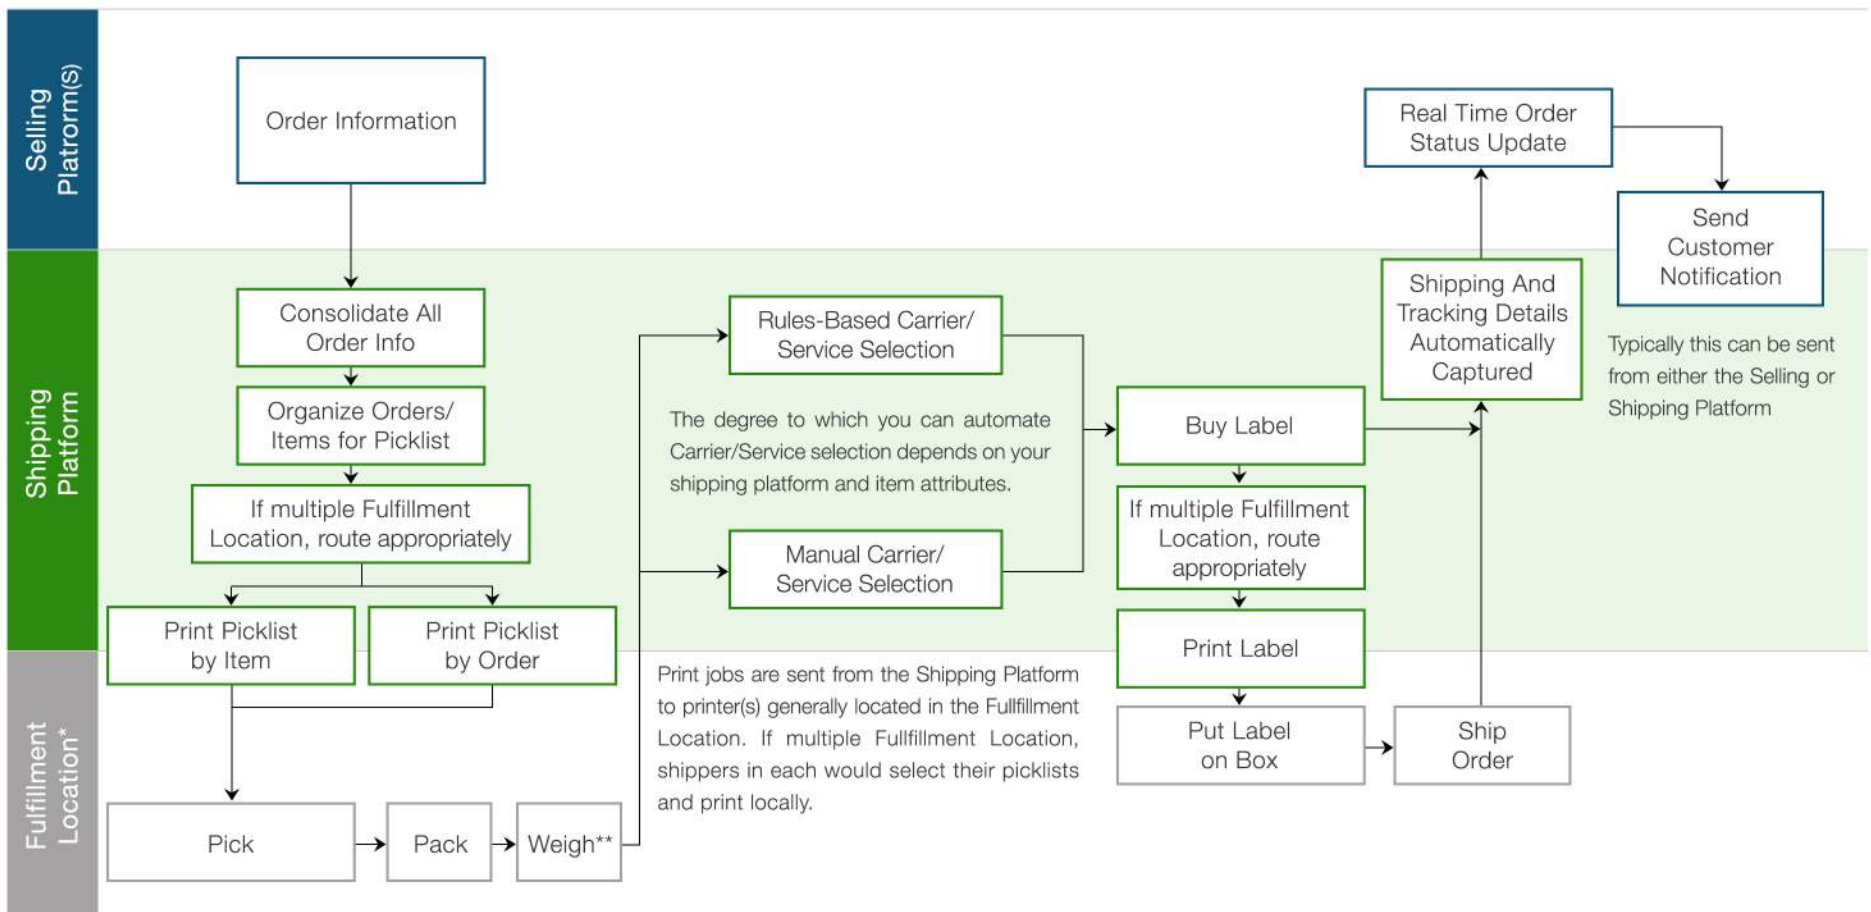 Selling
Platrorm(S)
Order Information
Real Time Order
Status Update
Send
Customer
Notification
Shipping
Platform
Consolidate All
Order Info
Organize Orders/
Items for Picklist
If multiple Fulfillment
Location, route appropriately
Print Picklist
by Item
Print Picklist
by Order
Rules-Based Carrier/
Service Selection
The degree to which you can automate
Carrier/Service selection depends on your
shipping platform and item attributes.
Manual Carrier/
Service Selection
Buy Label
If multiple Fulfillment
Location, route
appropriately
Print Label
Shipping And
Tracking Details
Automatically
Captured
Typically this can be sent
from either the Selling or
Shipping Platform
Fulfillment
Location*
Pick
Pack
Weigh**
Print jobs are sent from the Shipping Platform
to printer(s) generally located in the Fullfillment
Location. If multiple Fullfillment Location,
shippers in each would select their picklists
and print locally.
Put Label
on Box
Ship
Order